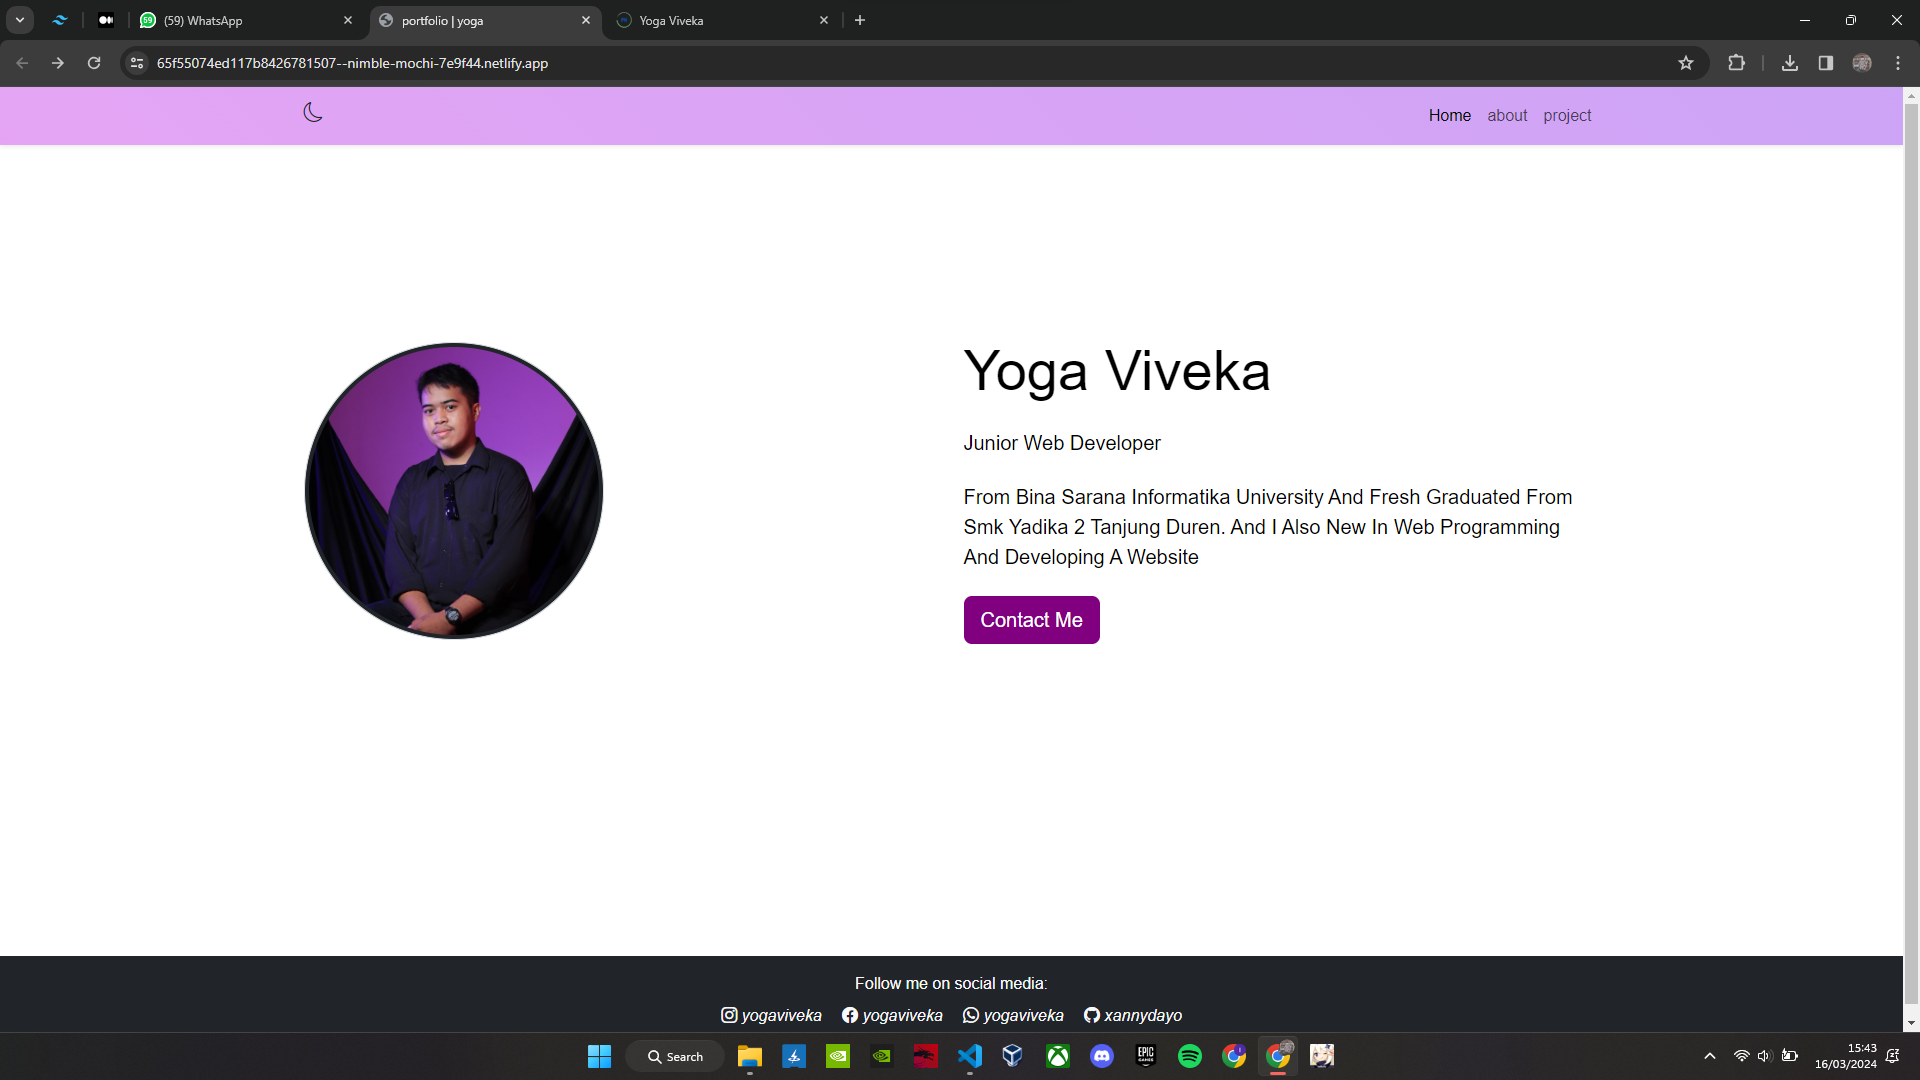 (59) WhatsApp
portfolio | yoga
Yoga Viveka
65f55074ed117b8426781507--nimble-mochi-7e9f44.netlify.app
Home about project
Yoga Viveka
Junior Web Developer
From Bina Sarana Informatika University And Fresh Graduated From
Smk Yadika 2 Tanjung Duren. And I Also New In Web Programming
And Developing A Website
Contact Me
Follow me on social media:
yogaviveka yogaviveka yogaviveka xannydayo
Search
EPIC
GAMES
15:43
16/03/2024